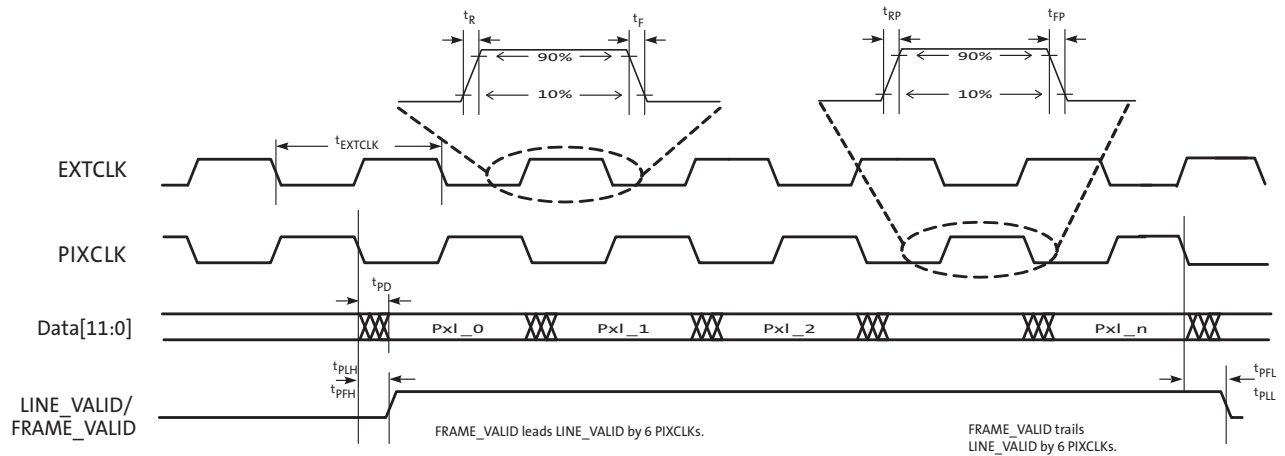 tR
tF
tRP
tFP
90%
90%
10%
10%
tEXTCLK
EXTCLK
PIXCLK
tPD
Data[11:0]
Pxl_0
Pxl_1
Pxl_2
Pxl_n
tPLH
tPFH
tPFL
tPLL
LINE_VALID/
FRAME_VALID
FRAME_VALID leads LINE_VALID by 6 PIXCLKs.
FRAME_VALID trails
LINE_VALID by 6 PIXCLKs.